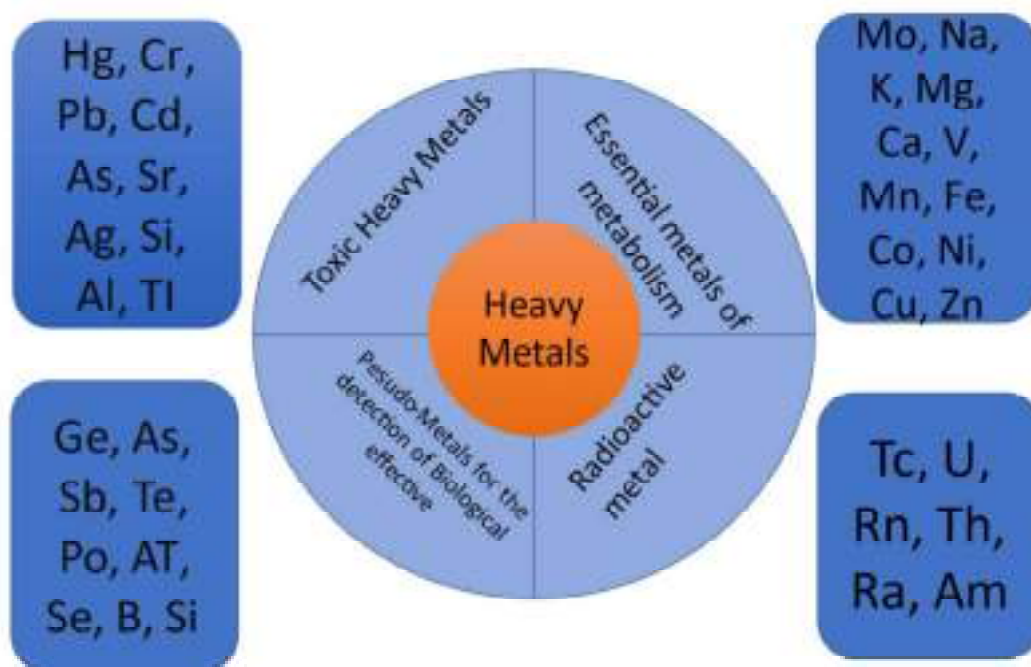 Hg, Cr,
Pb, Cd,
As, Sr,
Ag, Si,
Al, TI
Toxic Heavy Metals
Essential metals of
metabolism
Mo, Na,
K, Mg,
Ca, V,
Mn, Fe,
Co, Ni,
Cu, Zn
Heavy
Metals
Ge, As,
Sb, Te,
Po, AT,
Se, B, Si
PeSudo-Metals for the
detection of Biological
effective
Radioactive
metal
Tc, U,
Rn, Th,
Ra, Am